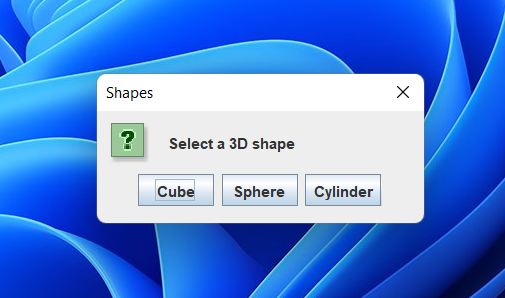 Shapes
?
Select a 3D shape
Cube Sphere Cylinder